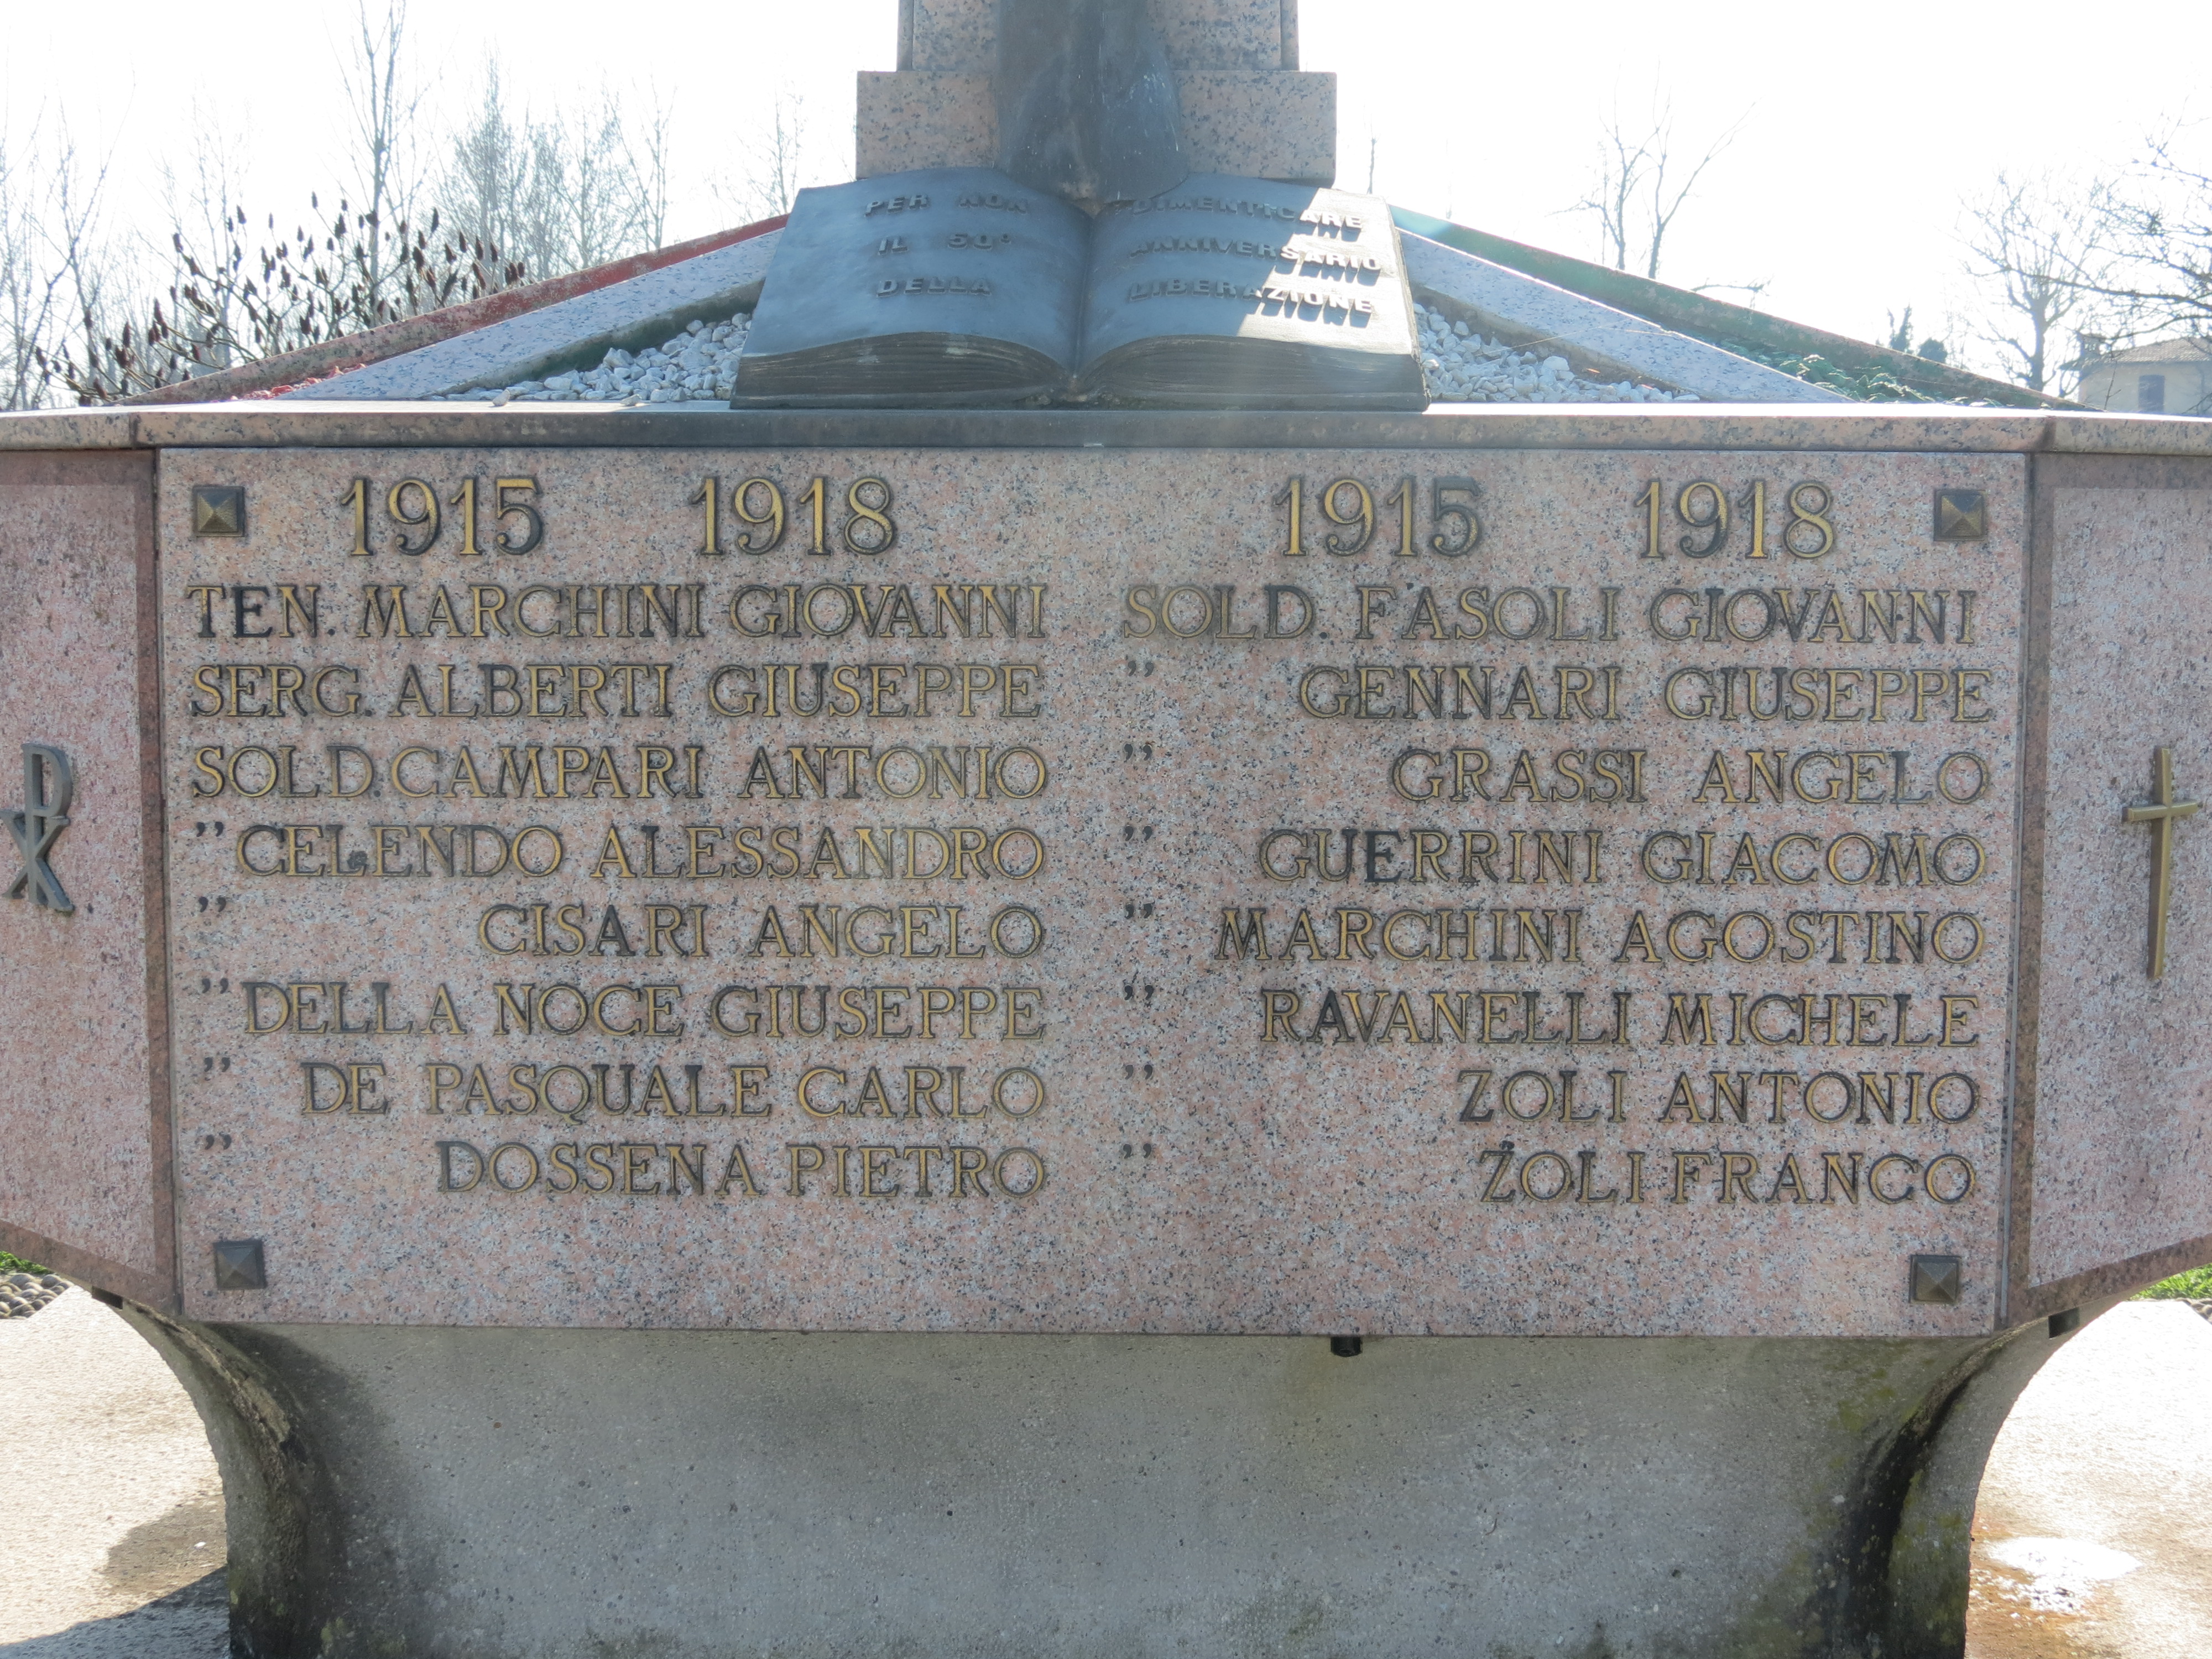 PER NON DIMENTICARE
IL 50° ANNIVERSARIO
DELLA LIBERAZIONE
1915 1918
TEN. MARCHINI GIOVANNI
SERG. ALBERTI GIUSEPPE
SOLD. CAMPARI ANTONIO
" CELENDO ALESSANDRO
" CISARI ANGELO
" DELLA NOCE GIUSEPPE
" DE PASQUALE CARLO
" DOSSENA PIETRO
1915 1918
SOLD. FASOLI GIOVANNI
" GENNARI GIUSEPPE
" GRASSI ANGELO
" GUERRINI GIACOMO
" MARCHINI AGOSTINO
" RAVANELLI MICHELE
" ZOLI ANTONIO
" ZOLI FRANCO